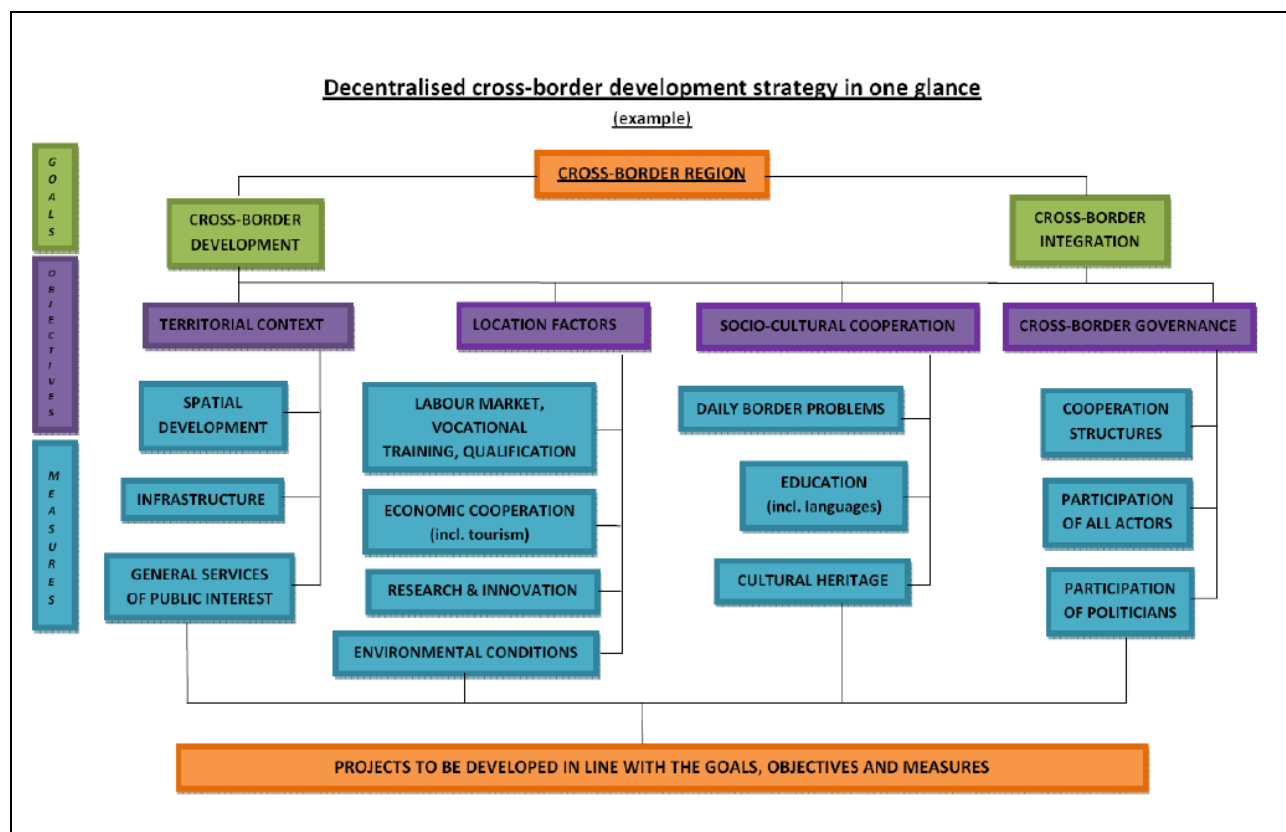 Decentralised cross-border development strategy in one glance
(example)
GOALS
CROSS-BORDER REGION
CROSS-BORDER
DEVELOPMENT
CROSS-BORDER
INTEGRATION
OBJECTIVES
TERRITORIAL CONTEXT
LOCATION FACTORS
SOCIO-CULTURAL COOPERATION
CROSS-BORDER GOVERNANCE
MEASURES
SPATIAL
DEVELOPMENT
INFRASTRUCTURE
GENERAL SERVICES
OF PUBLIC INTEREST
LABOUR MARKET,
VOCATIONAL
TRAINING, QUALIFICATION
ECONOMIC COOPERATION
(incl. tourism)
RESEARCH & INNOVATION
ENVIRONMENTAL CONDITIONS
DAILY BORDER PROBLEMS
EDUCATION
(incl. languages)
CULTURAL HERITAGE
COOPERATION
STRUCTURES
PARTICIPATION
OF ALL ACTORS
PARTICIPATION
OF POLITICIANS
PROJECTS TO BE DEVELOPED IN LINE WITH THE GOALS, OBJECTIVES AND MEASURES